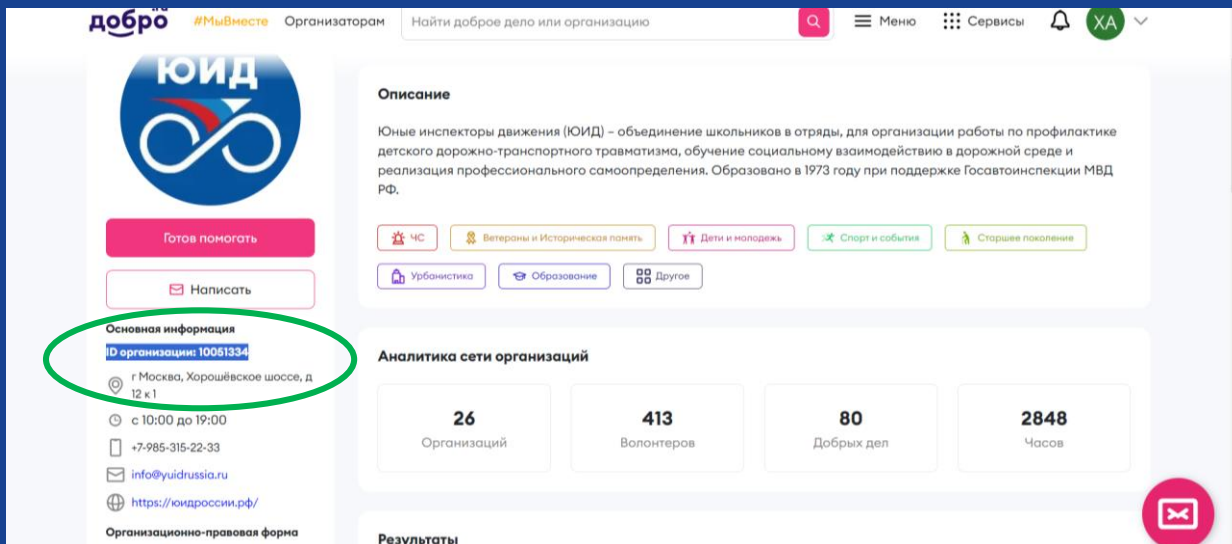 добро
#МыВместе
Организаторам
Найти доброе дело или организацию
Меню
Сервисы
ХА
ЮИД
Готов помогать
Написать
Основная информация
ID организации: 10051334
г Москва, Хорошёвское шоссе, д
12 к 1
с 10:00 до 19:00
+7-985-315-22-33
info@yuidrussia.ru
https://юидроссии.рф/
Организационно-правовая форма
Описание
Юные инспекторы движения (ЮИД) – объединение школьников в отряды, для организации работы по профилактике
детского дорожно-транспортного травматизма, обучение социальному взаимодействию в дорожной среде и
реализация профессионального самоопределения. Образовано в 1973 году при поддержке Госавтоинспекции МВД
РФ.
ЧС
Ветераны и Историческая память
Дети и молодежь
Спорт и события
Старшее поколение
Урбанистика
Образование
Другое
Аналитика сети организаций
26
Организаций
413
Волонтеров
80
Добрых дел
2848
Часов
Результаты